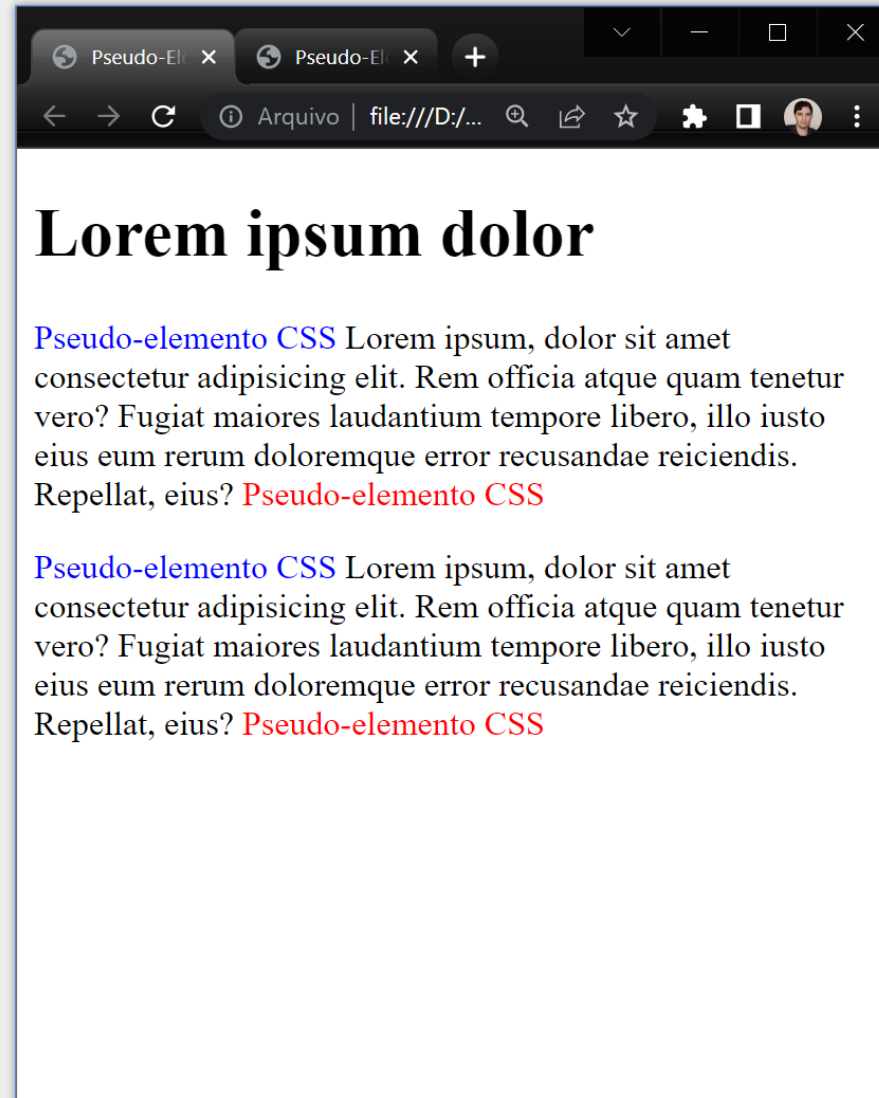 Pseudo-Ele Pseudo-El
Arquivo file:///D:/...
Lorem ipsum dolor
Pseudo-elemento CSS Lorem ipsum, dolor sit amet
consectetur adipisicing elit. Rem officia atque quam tenetur
vero? Fugiat maiores laudantium tempore libero, illo iusto
eius eum rerum doloremque error recusandae reiciendis.
Repellat, eius? Pseudo-elemento CSS
Pseudo-elemento CSS Lorem ipsum, dolor sit amet
consectetur adipisicing elit. Rem officia atque quam tenetur
vero? Fugiat maiores laudantium tempore libero, illo iusto
eius eum rerum doloremque error recusandae reiciendis.
Repellat, eius? Pseudo-elemento CSS